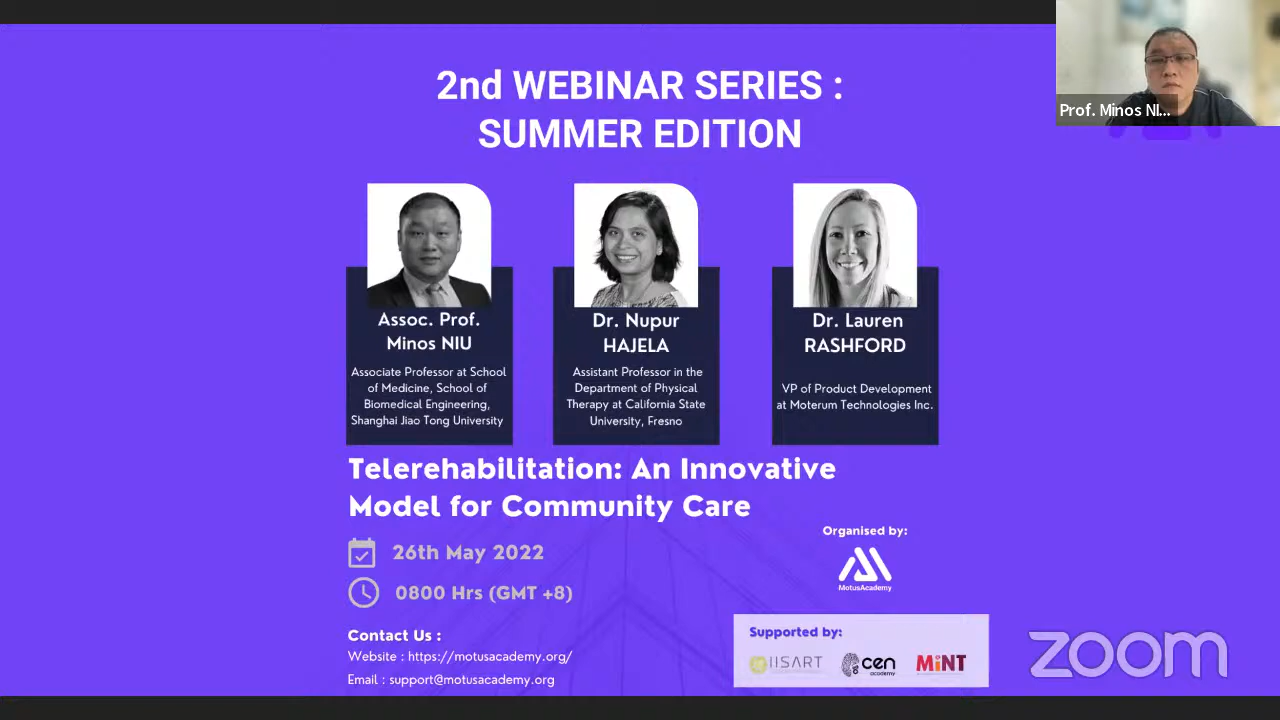 2nd WEBINAR SERIES :
SUMMER EDITION
Prof. Minos NI...
Assoc. Prof.
Minos NIU
Associate Professor at School
of Medicine, School of
Biomedical Engineering,
Shanghai Jiao Tong University
Dr. Nupur
HAJELA
Assistant Professor in the
Department of Physical
Therapy at California State
University, Fresno
Dr. Lauren
RASHFORD
VP of Product Development
at Moterum Technologies Inc.
Telerehabilitation: An Innovative
Model for Community Care
26th May 2022
0800 Hrs (GMT +8)
Contact Us :
Website : https://motusacademy.org/
Email : support@motusacademy.org
Organised by:
MotusAcademy
Supported by:
IISART
cen
academy
MiNT
zoom